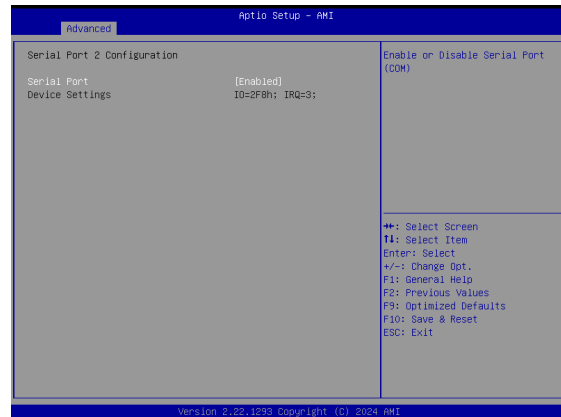 Aptio Setup - AMI
Advanced
Serial Port 2 Configuration
Serial Port [Enabled]
Device Settings IO=2F8h; IRQ=3;
Enable or Disable Serial Port
(COM)
→←: Select Screen
↑↓: Select Item
Enter: Select
+/-: Change Opt.
F1: General Help
F2: Previous Values
F9: Optimized Defaults
F10: Save & Reset
ESC: Exit
Version 2.22.1293 Copyright (C) 2024 AMI